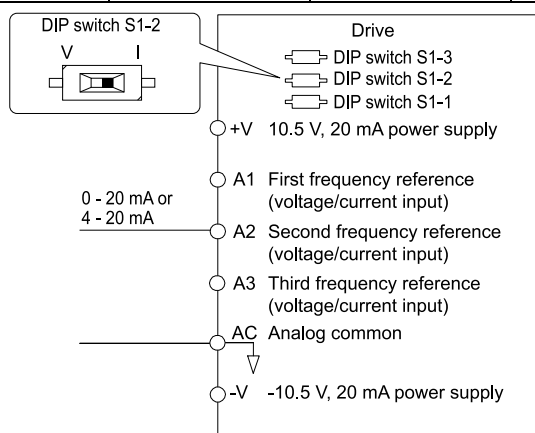 DIP switch S1-2
V I
Drive
DIP switch S1-3
DIP switch S1-2
DIP switch S1-1
+V 10.5 V, 20 mA power supply
A1 First frequency reference
(voltage/current input)
0 - 20 mA or
4 - 20 mA
A2 Second frequency reference
(voltage/current input)
A3 Third frequency reference
(voltage/current input)
AC Analog common
-V -10.5 V, 20 mA power supply